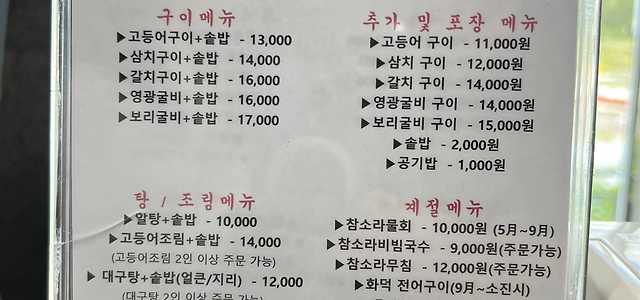 구이메뉴
▶고등어구이+솥밥 - 13,000
▶삼치구이+솥밥 - 14,000
▶갈치구이+솥밥 - 16,000
▶영광굴비+솥밥 - 16,000
▶보리굴비+솥밥 - 17,000
추가 및 포장 메뉴
▶고등어 구이 - 11,000원
▶삼치 구이 - 12,000원
▶갈치 구이 - 14,000원
▶영광굴비 구이 - 14,000원
▶보리굴비 구이 - 15,000원
▶솥밥 - 2,000원
▶공기밥 - 1,000원
탕 / 조림메뉴
▶알탕+솥밥 - 10,000
▶고등어조림+솥밥 - 14,000
(고등어조림 2인 이상 주문 가능)
▶대구탕+솥밥(얼큰/지리) - 12,000
(대구탕 2인 이상 주문 가능)
계절메뉴
▶참소라물회 - 10,000원 (5月~9月)
▶참소라비빔국수 - 9,000원(주문가능)
▶참소라무침 - 12,000원(주문가능)
▶화덕 전어구이(9月~소진시)